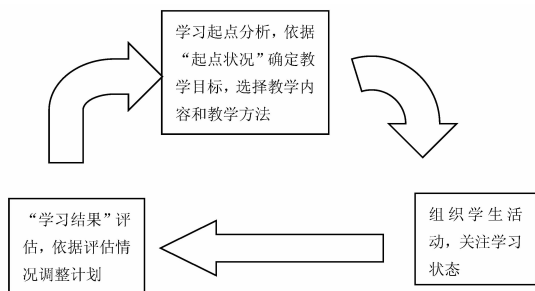 学习起点分析，依据
“起点状况”确定教
学目标，选择教学内
容和教学方法
组织学生活
动，关注学习
状态
“学习结果”评
估，依据评估情
况调整计划